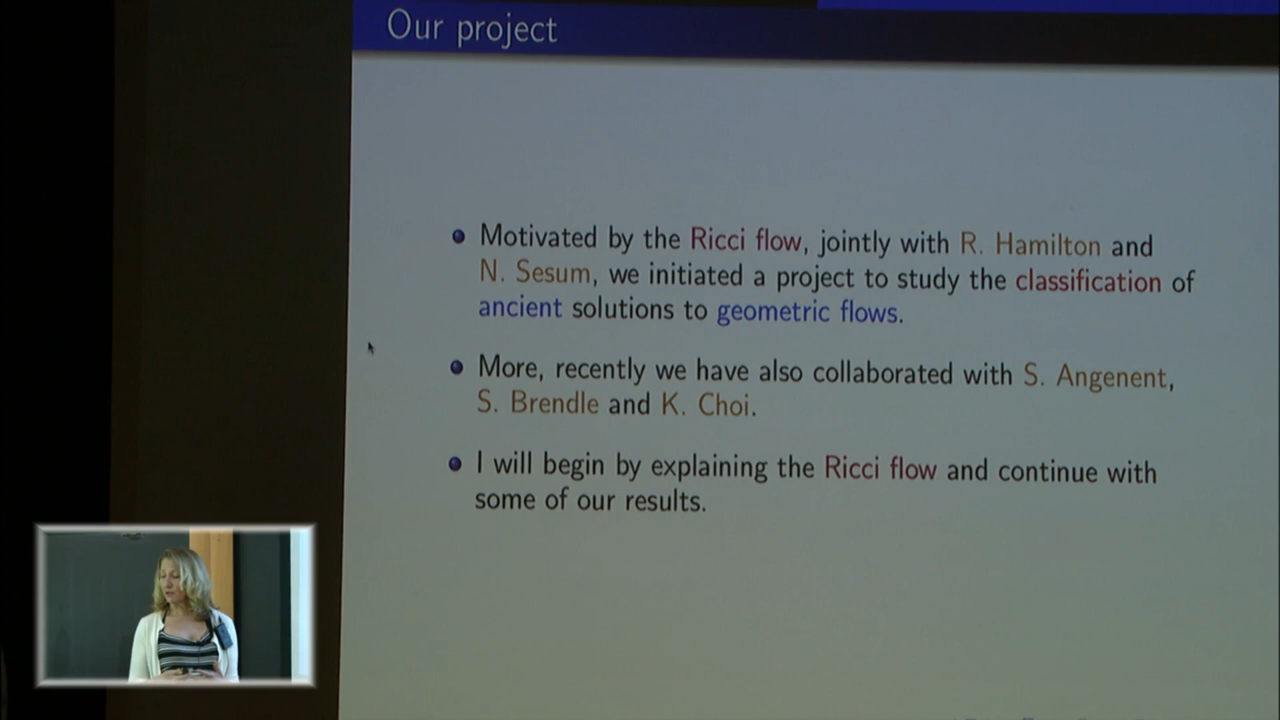 Our project
Motivated by the Ricci flow, jointly with R. Hamilton and
N. Sesum, we initiated a project to study the classification of
ancient solutions to geometric flows.
More, recently we have also collaborated with S. Angenent,
S. Brendle and K. Choi.
I will begin by explaining the Ricci flow and continue with
some of our results.